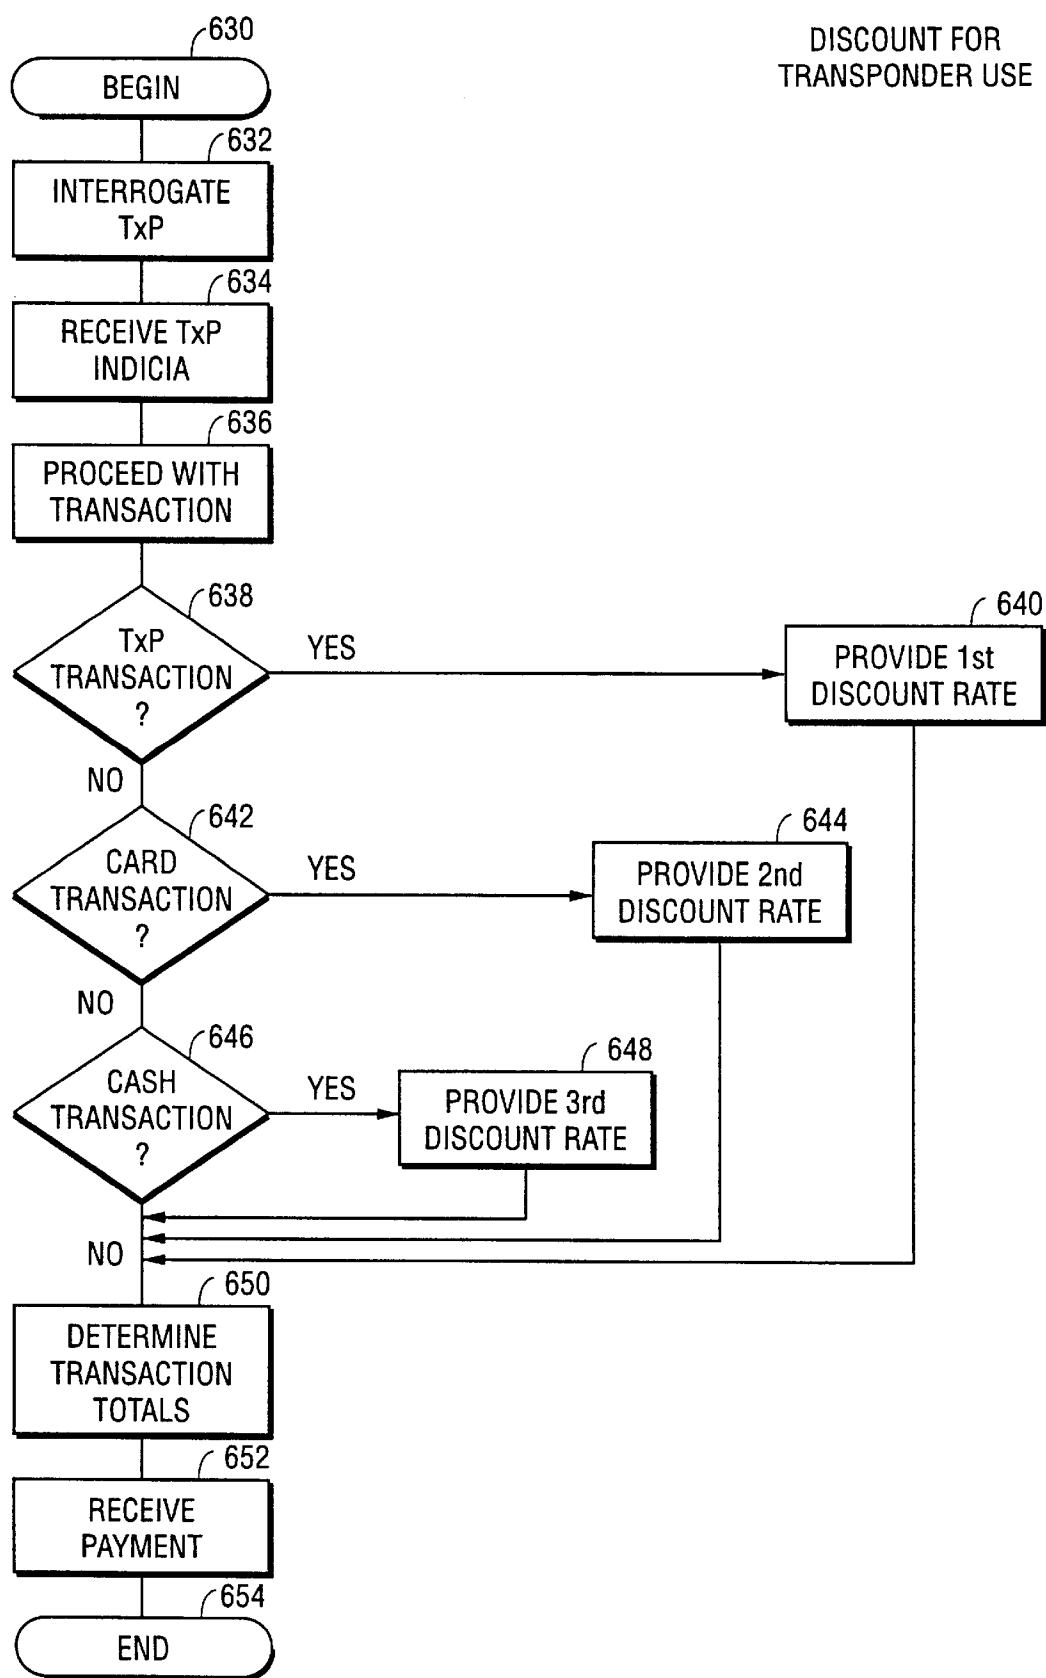 DISCOUNT FOR
TRANSPONDER USE
630
BEGIN
632
INTERROGATE
TxP
634
RECEIVE TxP
INDICIA
636
PROCEED WITH
TRANSACTION
638
TxP
TRANSACTION
?
YES
640
PROVIDE 1st
DISCOUNT RATE
NO
642
CARD
TRANSACTION
?
YES
644
PROVIDE 2nd
DISCOUNT RATE
NO
646
CASH
TRANSACTION
?
YES
648
PROVIDE 3rd
DISCOUNT RATE
NO
650
DETERMINE
TRANSACTION
TOTALS
652
RECEIVE
PAYMENT
654
END